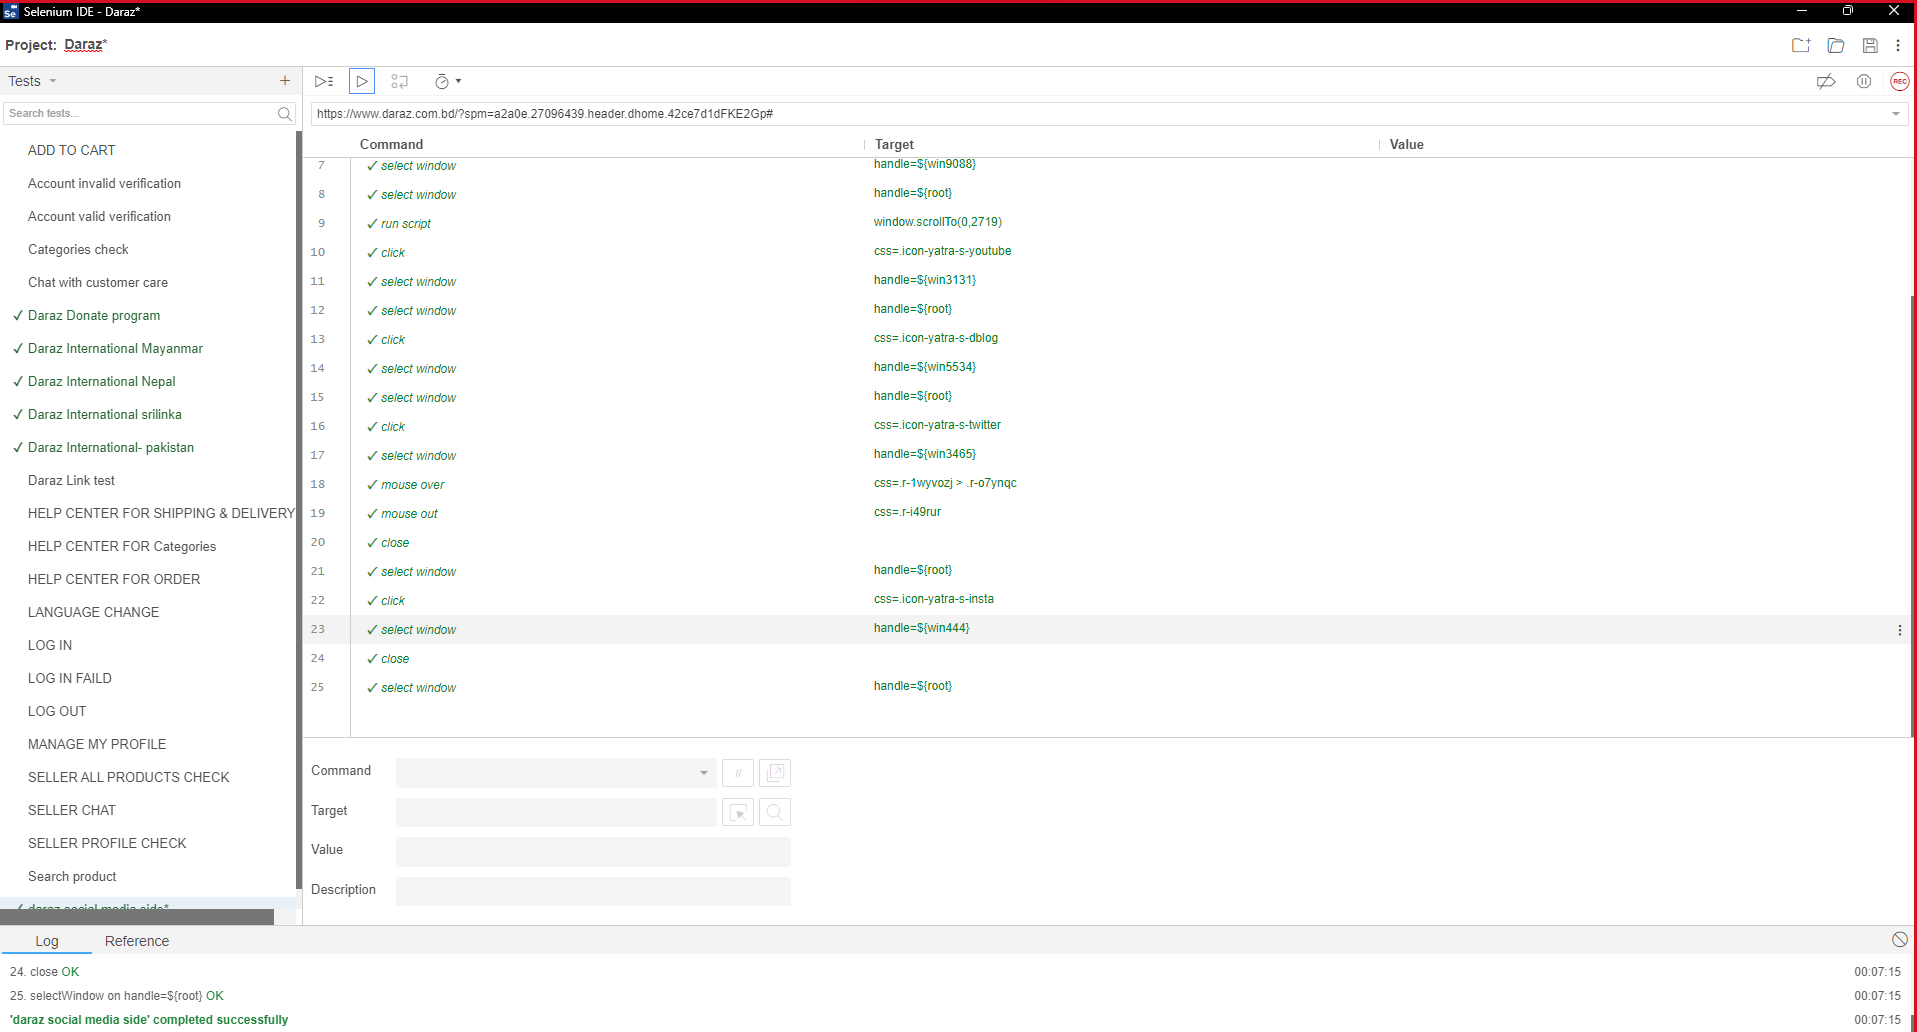 Selenium IDE - Daraz*
Project: Daraz*
Tests
Search tests...
ADD TO CART
Account invalid verification
Account valid verification
Categories check
Chat with customer care
✓ Daraz Donate program
✓ Daraz International Mayanmar
✓ Daraz International Nepal
✓ Daraz International srilinka
✓ Daraz International- pakistan
Daraz Link test
HELP CENTER FOR SHIPPING & DELIVERY
HELP CENTER FOR Categories
HELP CENTER FOR ORDER
LANGUAGE CHANGE
LOG IN
LOG IN FAILD
LOG OUT
MANAGE MY PROFILE
SELLER ALL PRODUCTS CHECK
SELLER CHAT
SELLER PROFILE CHECK
Search product
✓ daraz social media side*
REC
https://www.daraz.com.bd/?spm=a2a0e.27096439.header.dhome.42ce7d1dFKE2Gp#
Command Target Value
7 ✓ select window handle=${win9088}
8 ✓ select window handle=${root}
9 ✓ run script window.scrollTo(0,2719)
10 ✓ click css=.icon-yatra-s-youtube
11 ✓ select window handle=${win3131}
12 ✓ select window handle=${root}
13 ✓ click css=.icon-yatra-s-dblog
14 ✓ select window handle=${win5534}
15 ✓ select window handle=${root}
16 ✓ click css=.icon-yatra-s-twitter
17 ✓ select window handle=${win3465}
18 ✓ mouse over css=.r-1wyvozj > .r-o7ynqc
19 ✓ mouse out css=.r-i49rur
20 ✓ close
21 ✓ select window handle=${root}
22 ✓ click css=.icon-yatra-s-insta
23 ✓ select window handle=${win444}
24 ✓ close
25 ✓ select window handle=${root}
Command //
Target
Value
Description
Log Reference
24. close OK 00:07:15
25. selectWindow on handle=${root} OK 00:07:15
'daraz social media side' completed successfully 00:07:15